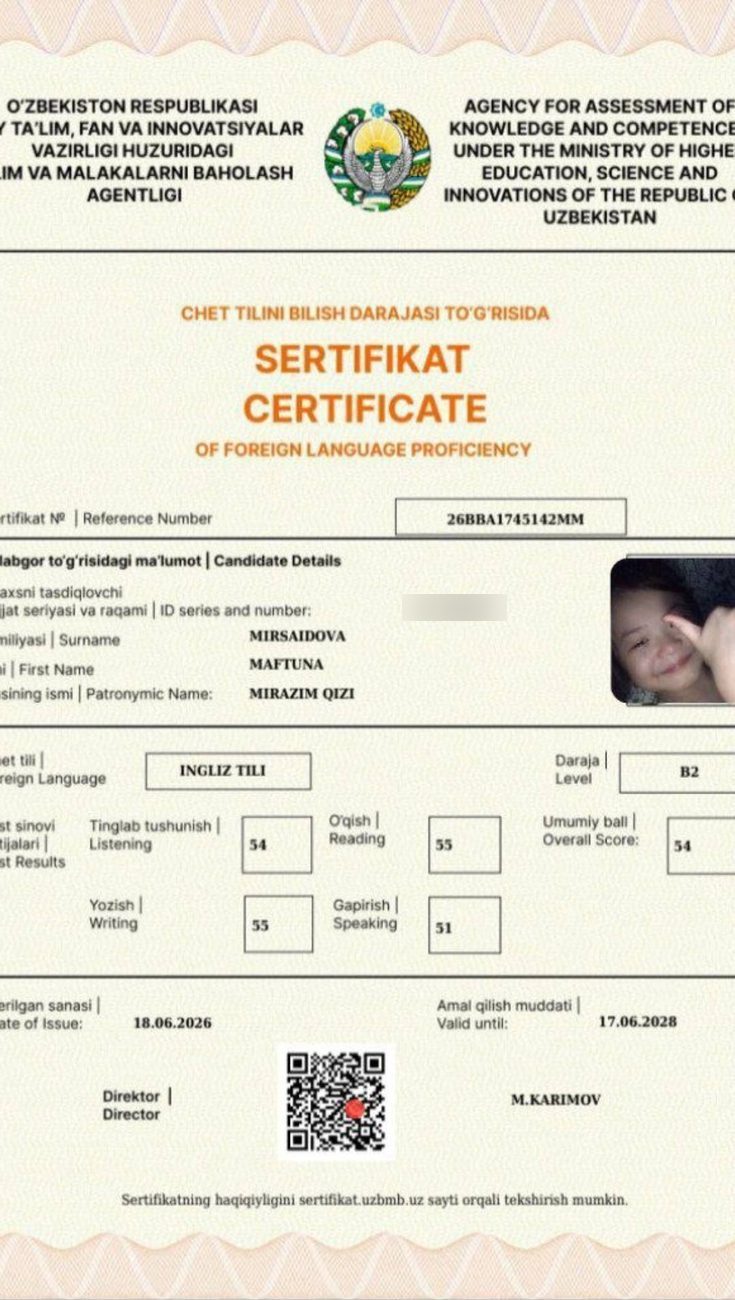 O‘ZBEKISTON RESPUBLIKASI
Y TA’LIM, FAN VA INNOVATSIYALAR
VAZIRLIGI HUZURIDAGI
LIM VA MALAKALARNI BAHOLASH
AGENTLIGI
AGENCY FOR ASSESSMENT OF
KNOWLEDGE AND COMPETENCE
UNDER THE MINISTRY OF HIGHE
EDUCATION, SCIENCE AND
INNOVATIONS OF THE REPUBLIC O
UZBEKISTAN
CHET TILINI BILISH DARAJASI TO‘G‘RISIDA
SERTIFIKAT
CERTIFICATE
OF FOREIGN LANGUAGE PROFICIENCY
rtifikat № | Reference Number
26BBA1745142MM
labgor to‘g‘risidagi ma’lumot | Candidate Details
axsni tasdiqlovchi
jjat seriyasi va raqami | ID series and number:
miliyasi | Surname
MIRSAIDOVA
i | First Name
MAFTUNA
asining ismi | Patronymic Name:
MIRAZIM QIZI
et tili |
reign Language
INGLIZ TILI
Daraja |
Level
B2
st sinovi
tijalari |
st Results
Tinglab tushunish |
Listening
54
O‘qish |
Reading
55
Umumiy ball |
Overall Score:
54
Yozish |
Writing
55
Gapirish |
Speaking
51
erilgan sanasi |
ate of Issue:
18.06.2026
Amal qilish muddati |
Valid until:
17.06.2028
Direktor |
Director
M.KARIMOV
Sertifikatning haqiqiyligini sertifikat.uzbmb.uz sayti orqali tekshirish mumkin.